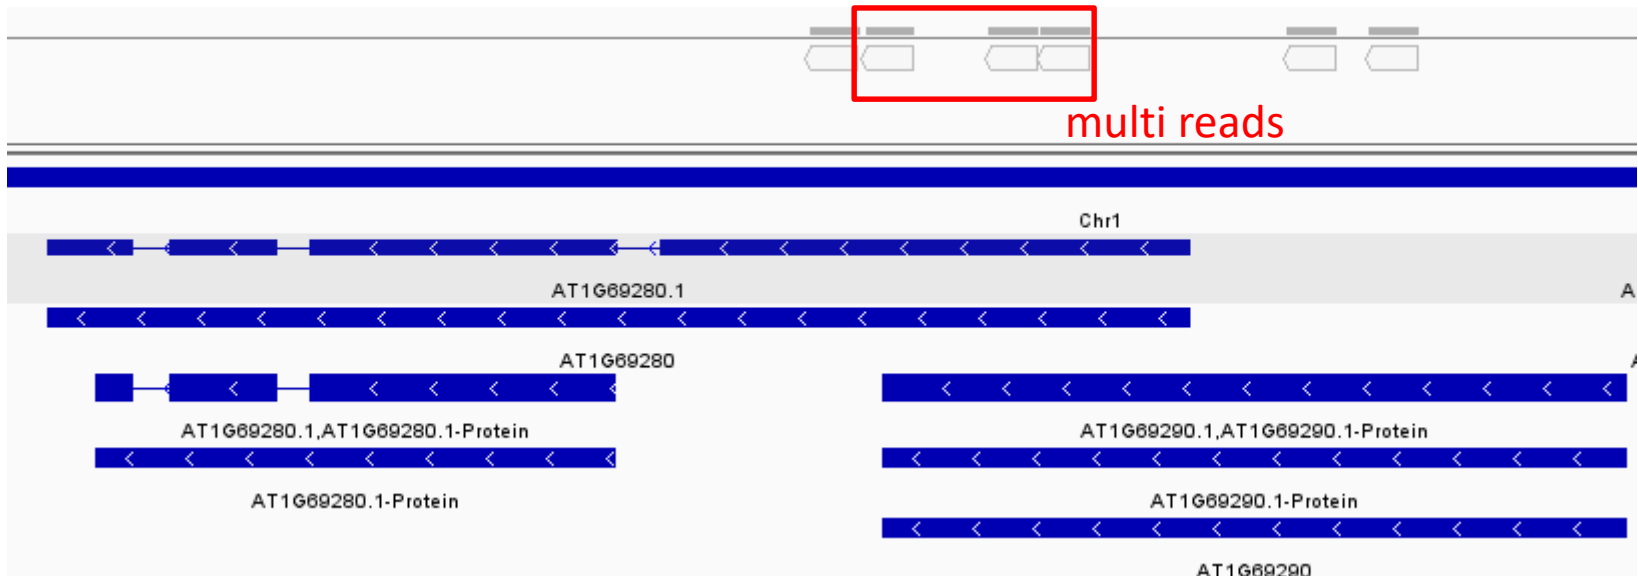 multi reads
Chr1
AT1G69280.1
A
AT1G69280
A
AT1G69280.1,AT1G69280.1-Protein
AT1G69290.1,AT1G69290.1-Protein
AT1G69280.1-Protein
AT1G69290.1-Protein
AT1G69290